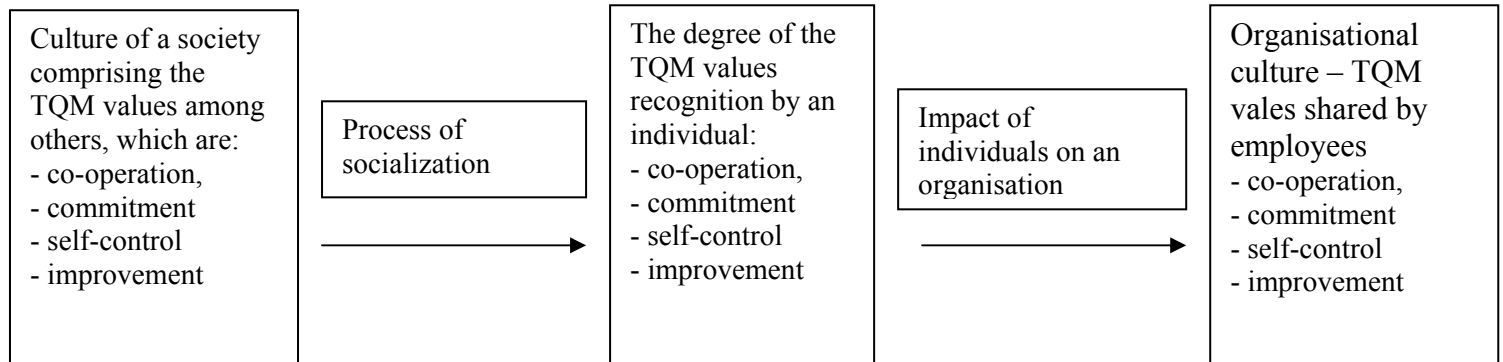 Culture of a society
comprising the
TQM values among
others, which are:
- co-operation,
- commitment
- self-control
- improvement
Process of
socialization
The degree of the
TQM values
recognition by an
individual:
- co-operation,
- commitment
- self-control
- improvement
Impact of
individuals on an
organisation
Organisational
culture – TQM
vales shared by
employees
- co-operation,
- commitment
- self-control
- improvement